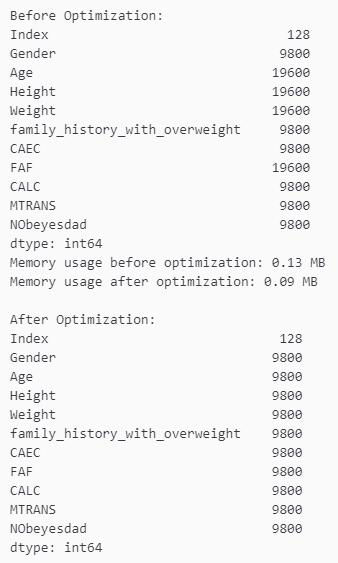 Before Optimization:
Index                               128
Gender                             9800
Age                               19600
Height                            19600
Weight                            19600
family_history_with_overweight     9800
CAEC                               9800
FAF                               19600
CALC                               9800
MTRANS                             9800
NObeyesdad                         9800
dtype: int64
Memory usage before optimization: 0.13 MB
Memory usage after optimization: 0.09 MB

After Optimization:
Index                              128
Gender                            9800
Age                               9800
Height                            9800
Weight                            9800
family_history_with_overweight    9800
CAEC                              9800
FAF                               9800
CALC                              9800
MTRANS                            9800
NObeyesdad                        9800
dtype: int64